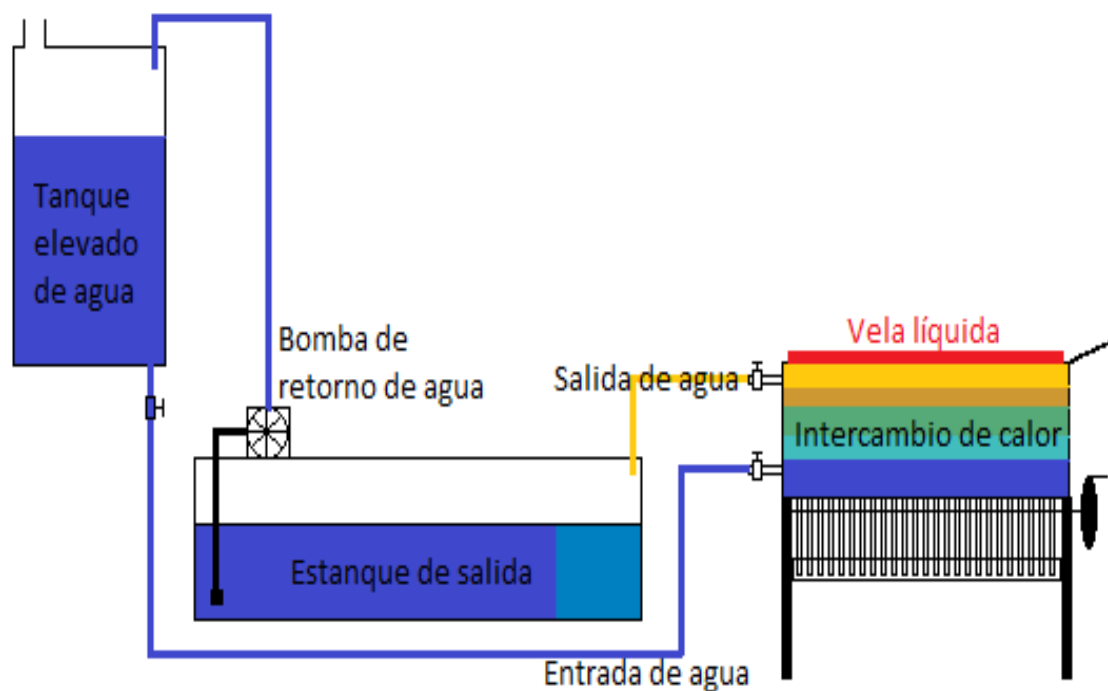 Tanque
elevado
de agua
Bomba de
retorno de agua
Salida de agua
Vela líquida
Intercambio de calor
Estanque de salida
Entrada de agua